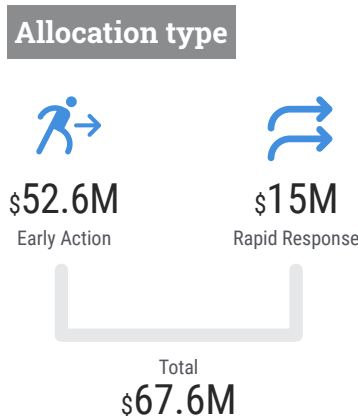 Allocation type
$52.6M
Early Action
$15M
Rapid Response
Total
$67.6M